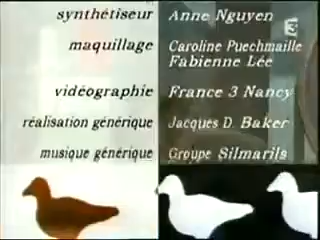 synthétiseur Anne Nguyen
3
maquillage Caroline Puechmaille
Fabienne Lée
vidéographie France 3 Nancy
réalisation générique Jacques D. Baker
musique générique Groupe Silmarils